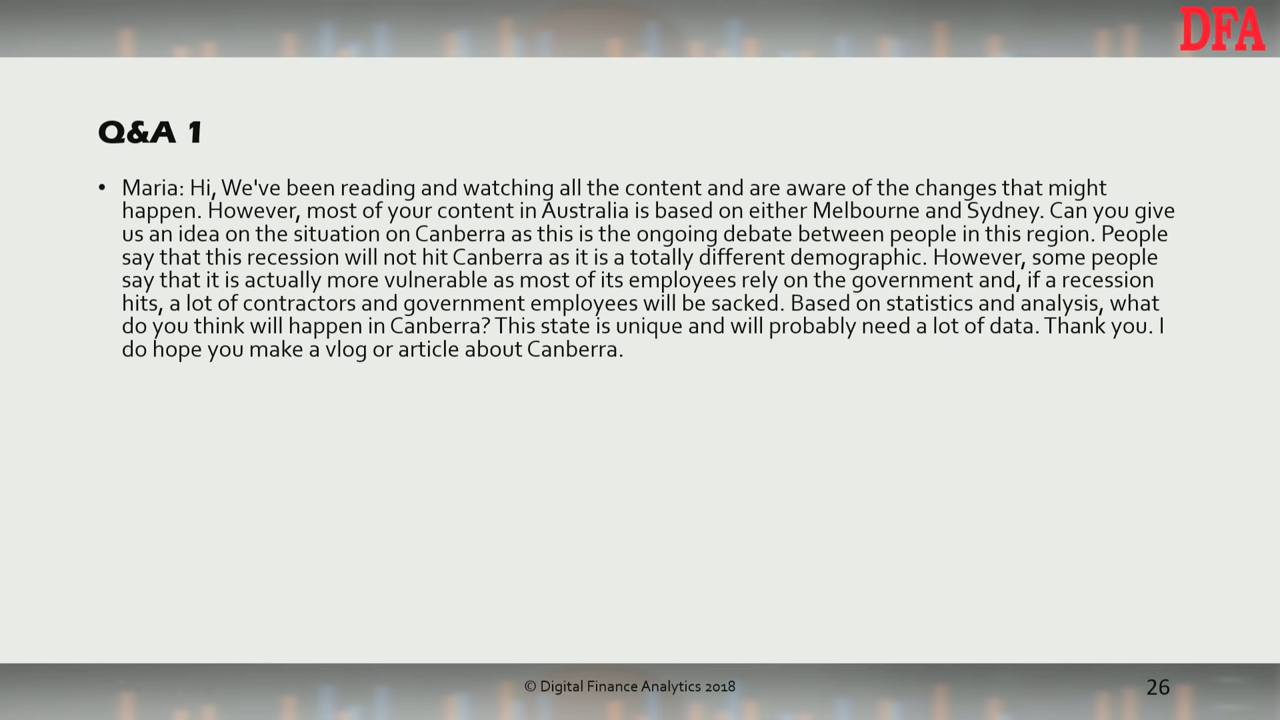 DFA
Q&A 1
• Maria: Hi, We've been reading and watching all the content and are aware of the changes that might
happen. However, most of your content in Australia is based on either Melbourne and Sydney. Can you give
us an idea on the situation on Canberra as this is the ongoing debate between people in this region. People
say that this recession will not hit Canberra as it is a totally different demographic. However, some people
say that it is actually more vulnerable as most of its employees rely on the government and, if a recession
hits, a lot of contractors and government employees will be sacked. Based on statistics and analysis, what
do you think will happen in Canberra? This state is unique and will probably need a lot of data. Thank you. I
do hope you make a vlog or article about Canberra.
© Digital Finance Analytics 2018
26